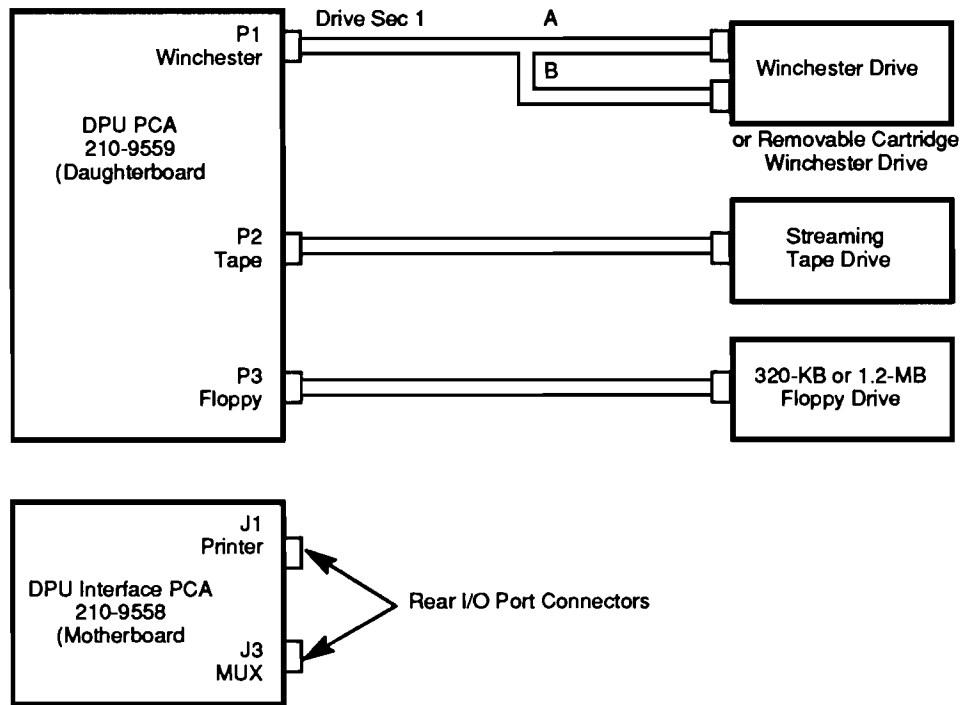 Drive Sec 1
A
P1
Winchester
B
Winchester Drive
or Removable Cartridge
Winchester Drive
DPU PCA
210-9559
(Daughterboard
P2
Tape
Streaming
Tape Drive
P3
Floppy
320-KB or 1.2-MB
Floppy Drive
J1
Printer
DPU Interface PCA
210-9558
(Motherboard
Rear I/O Port Connectors
J3
MUX